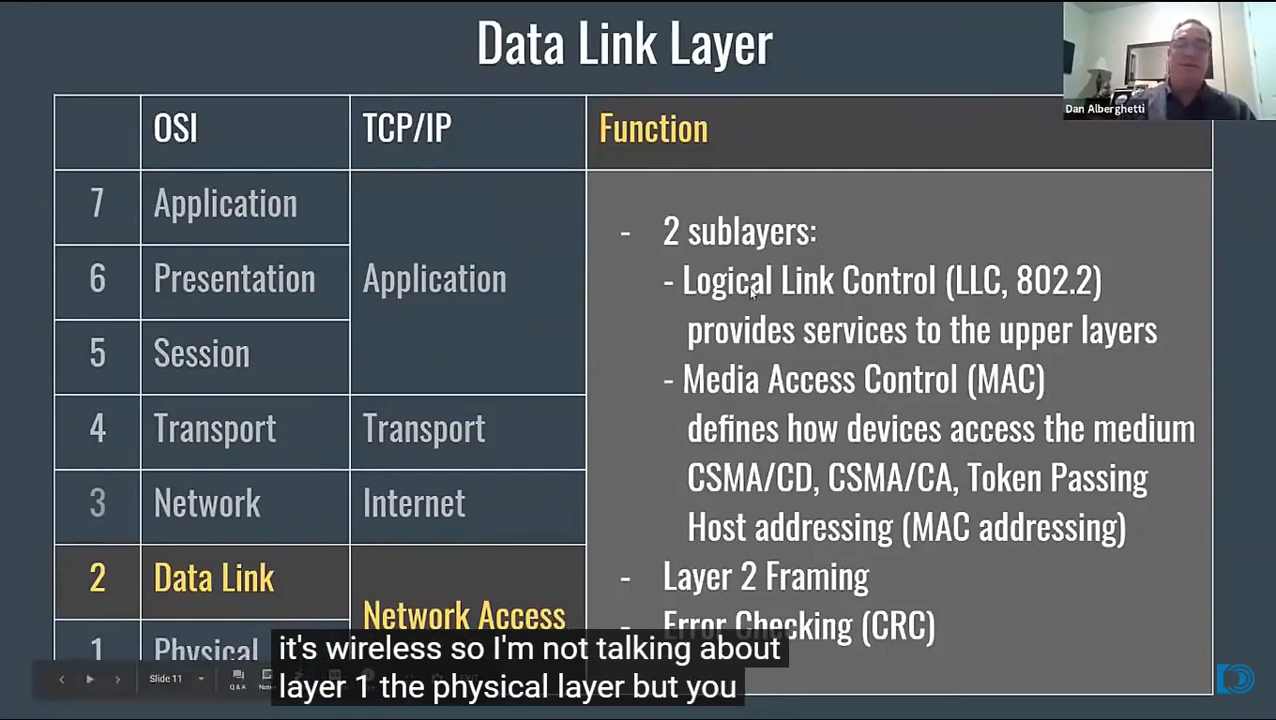 Data Link Layer
Dan Alberghetti
OSI
TCP/IP
Function
7
Application
6
Presentation
Application
5
Session
4
Transport
Transport
3
Network
Internet
2
Data Link
Network Access
1
Physical
- 2 sublayers:
- Logical Link Control (LLC, 802.2)
provides services to the upper layers
- Media Access Control (MAC)
defines how devices access the medium
CSMA/CD, CSMA/CA, Token Passing
Host addressing (MAC addressing)
- Layer 2 Framing
- Error Checking (CRC)
it's wireless so I'm not talking about
layer 1 the physical layer but you
Slide 11
Q & A